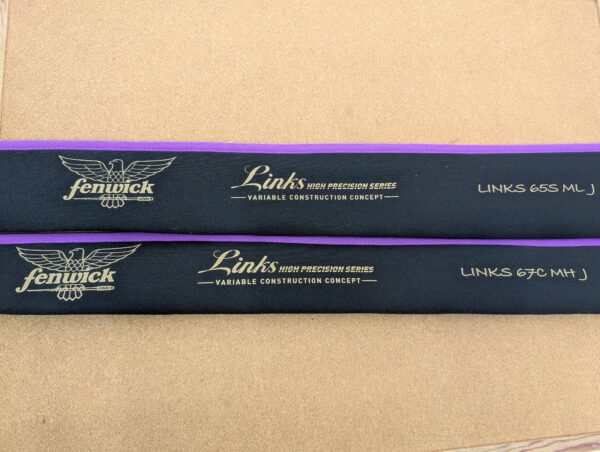 fenwick
Links HIGH PRECISION SERIES
VARIABLE CONSTRUCTION CONCEPT
LINKS 65S ML J
fenwick
Links HIGH PRECISION SERIES
VARIABLE CONSTRUCTION CONCEPT
LINKS 67C MH J